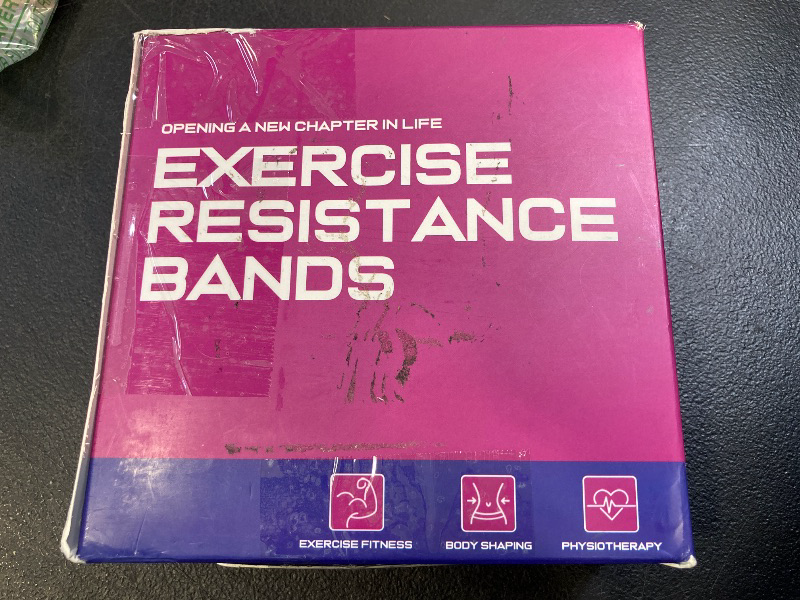 OPENING A NEW CHAPTER IN LIFE
EXERCISE
RESISTANCE
BANDS
EXERCISE FITNESS
BODY SHAPING
PHYSIOTHERAPY